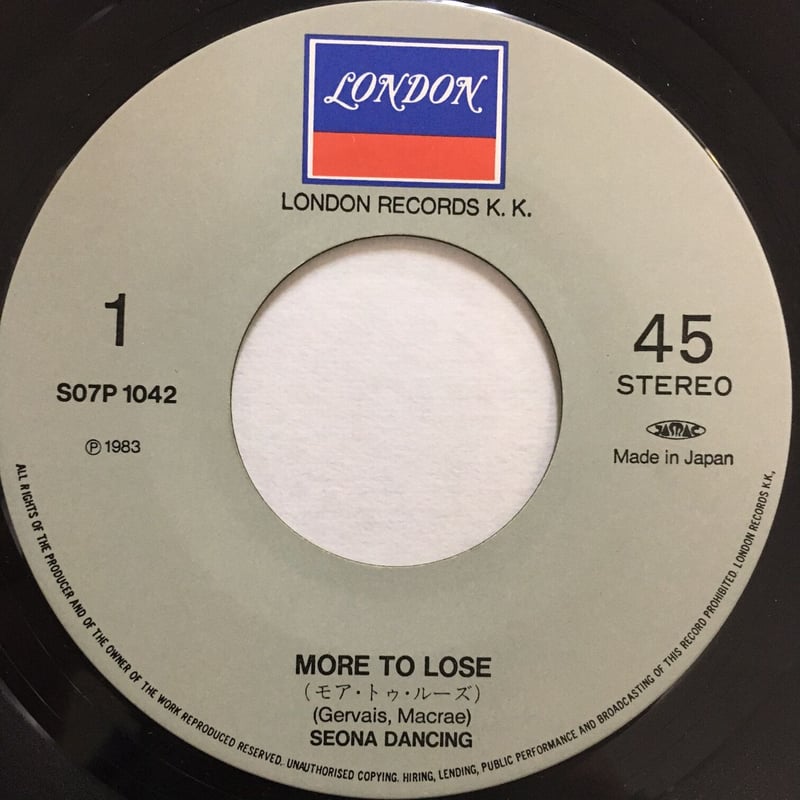 LONDON
LONDON RECORDS K. K.
1
S07P 1042
Ⓟ 1983
45
STEREO
JASRAC
Made in Japan
MORE TO LOSE
(モア・トゥ・ルーズ)
(Gervais, Macrae)
SEONA DANCING
ALL RIGHTS OF THE PRODUCER AND OF THE OWNER OF THE WORK REPRODUCED RESERVED. UNAUTHORISED COPYING. HIRING, LENDING, PUBLIC PERFORMANCE AND BROADCASTING OF THIS RECORD PROHIBITED. LONDON RECORDS K.K.